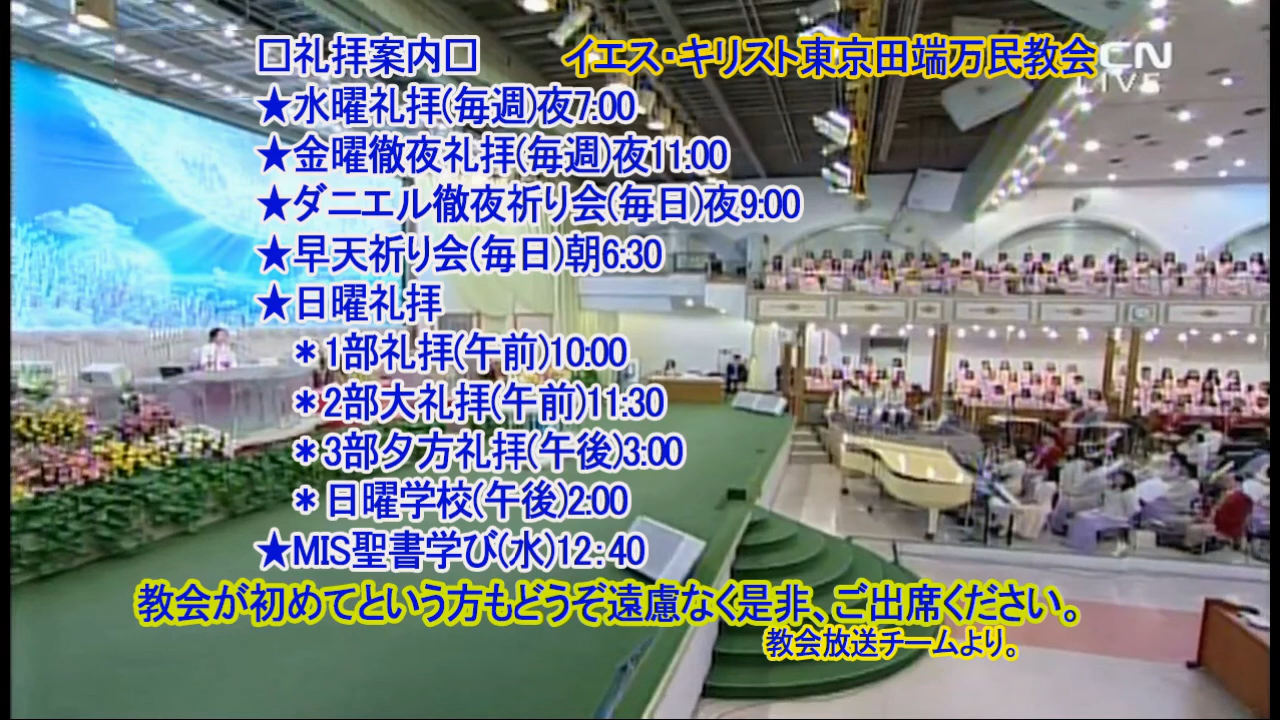 □礼拝案内□ イエス・キリスト東京田端万民教会
CN
LIVE
★水曜礼拝(毎週)夜7:00
★金曜徹夜礼拝(毎週)夜11:00
★ダニエル徹夜祈り会(毎日)夜9:00
★早天祈り会(毎日)朝6:30
★日曜礼拝
＊1部礼拝(午前)10:00
＊2部大礼拝(午前)11:30
＊3部夕方礼拝(午後)3:00
＊日曜学校(午後)2:00
★MIS聖書学び(水)12:40
教会が初めてという方もどうぞ遠慮なく是非、ご出席ください。
教会放送チームより。